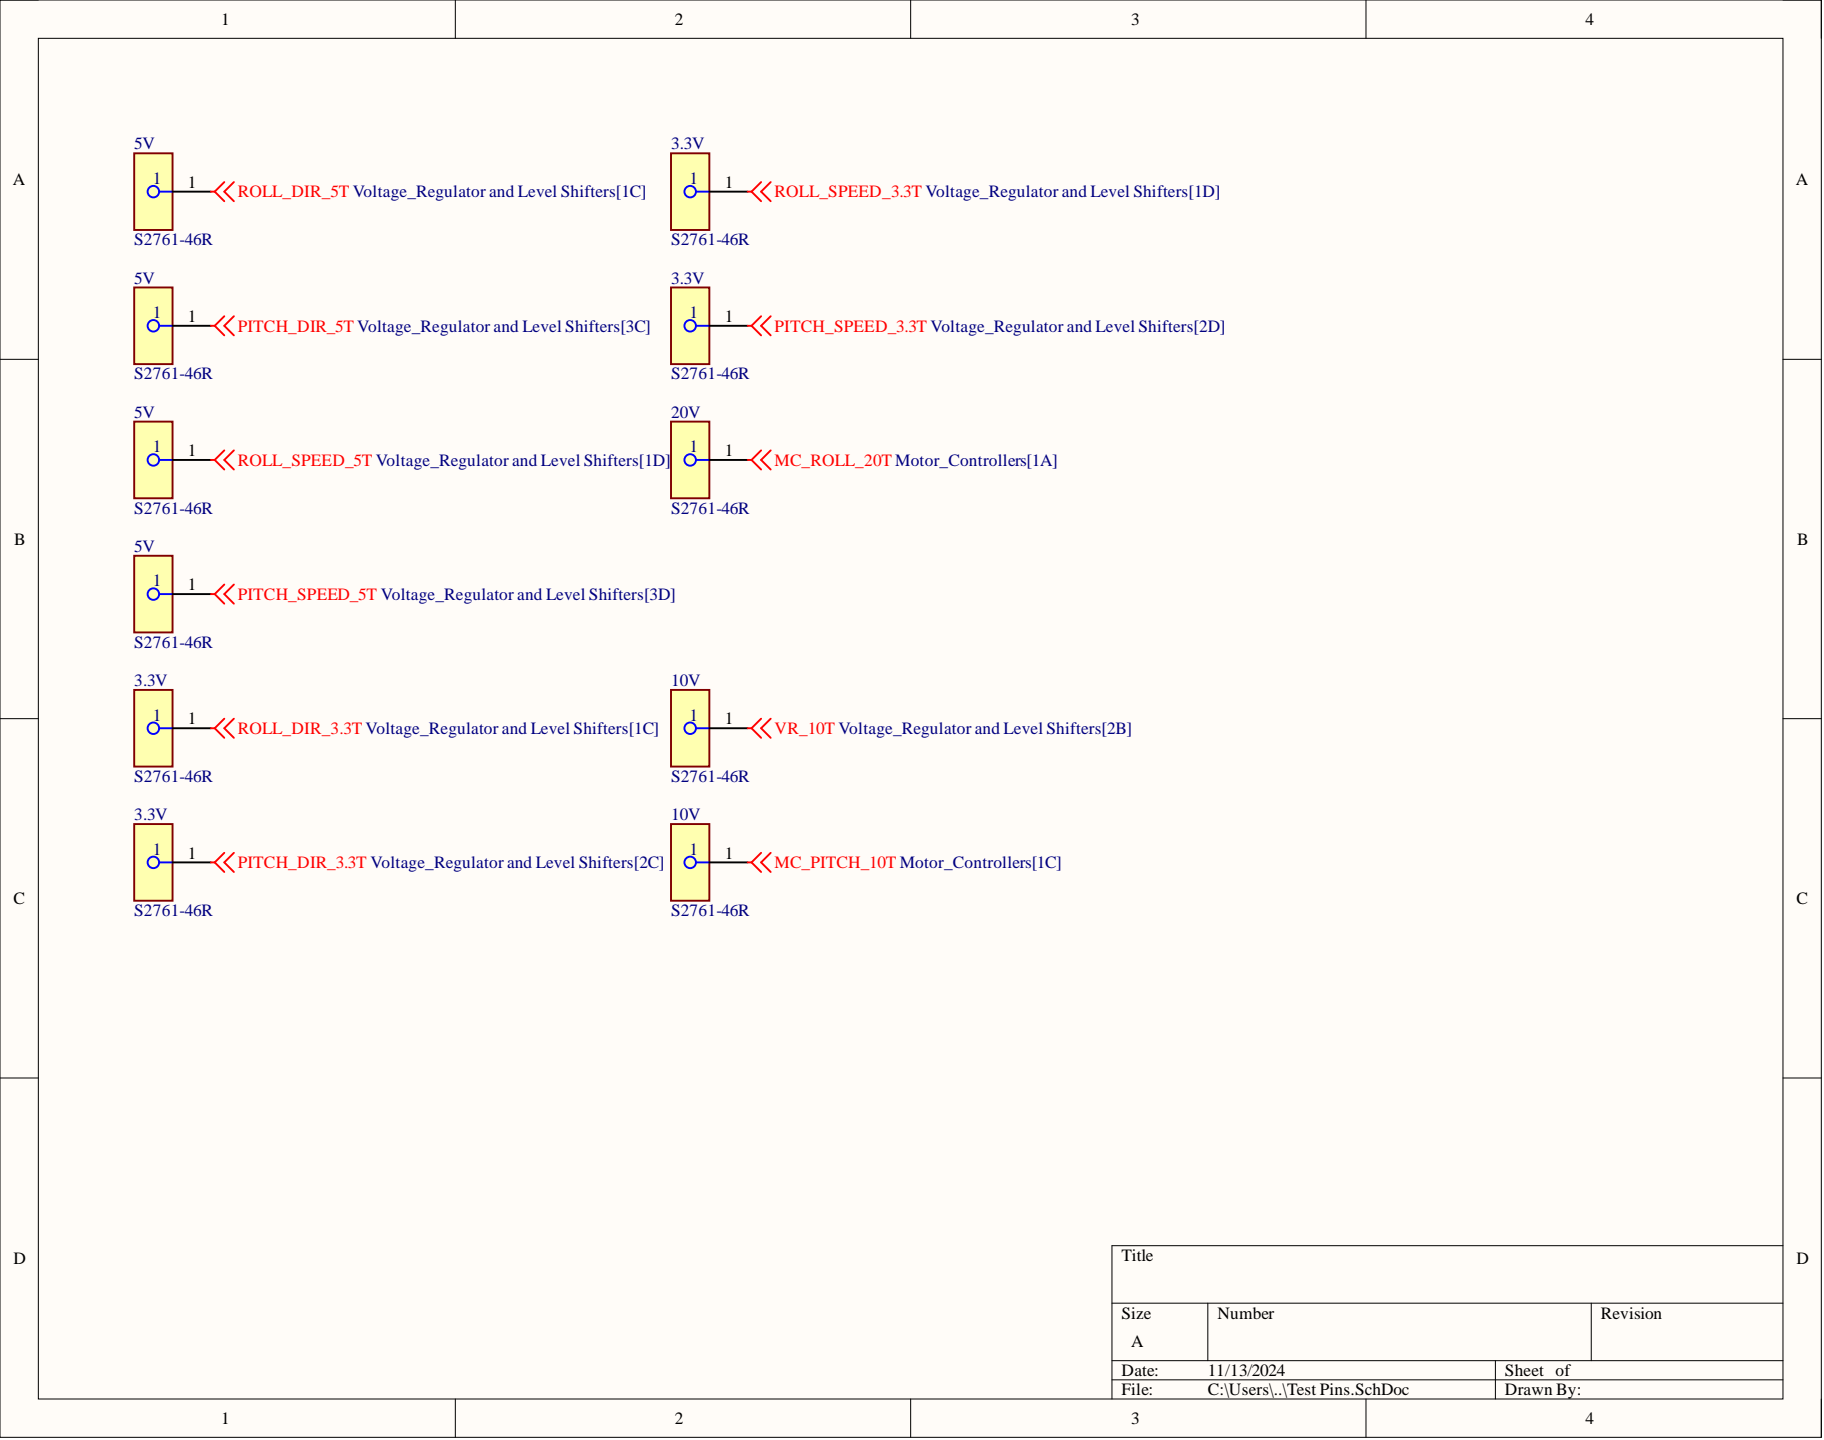 1 2 3 4
A A
5V
1 1 ROLL_DIR_5T Voltage_Regulator and Level Shifters[1C]
S2761-46R
3.3V
1 1 ROLL_SPEED_3.3T Voltage_Regulator and Level Shifters[1D]
S2761-46R
5V
1 1 PITCH_DIR_5T Voltage_Regulator and Level Shifters[3C]
S2761-46R
3.3V
1 1 PITCH_SPEED_3.3T Voltage_Regulator and Level Shifters[2D]
S2761-46R
5V
1 1 ROLL_SPEED_5T Voltage_Regulator and Level Shifters[1D]
S2761-46R
20V
1 1 MC_ROLL_20T Motor_Controllers[1A]
S2761-46R
B B
5V
1 1 PITCH_SPEED_5T Voltage_Regulator and Level Shifters[3D]
S2761-46R
3.3V
1 1 ROLL_DIR_3.3T Voltage_Regulator and Level Shifters[1C]
S2761-46R
10V
1 1 VR_10T Voltage_Regulator and Level Shifters[2B]
S2761-46R
3.3V
1 1 PITCH_DIR_3.3T Voltage_Regulator and Level Shifters[2C]
S2761-46R
10V
1 1 MC_PITCH_10T Motor_Controllers[1C]
S2761-46R
C C
D D
Title
Size Number Revision
A
Date: 11/13/2024 Sheet of
File: C:\Users\..\Test Pins.SchDoc Drawn By:
1 2 3 4